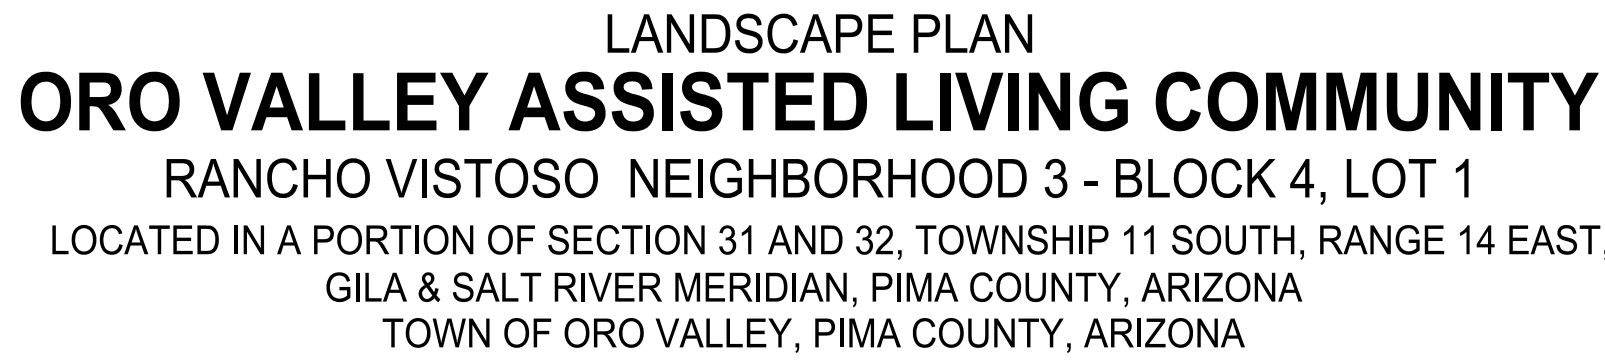 LANDSCAPE PLAN
ORO VALLEY ASSISTED LIVING COMMUNITY
RANCHO VISTOSO  NEIGHBORHOOD 3 - BLOCK 4, LOT 1
LOCATED IN A PORTION OF SECTION 31 AND 32, TOWNSHIP 11 SOUTH, RANGE 14 EAST,
GILA & SALT RIVER MERIDIAN, PIMA COUNTY, ARIZONA
TOWN OF ORO VALLEY, PIMA COUNTY, ARIZONA